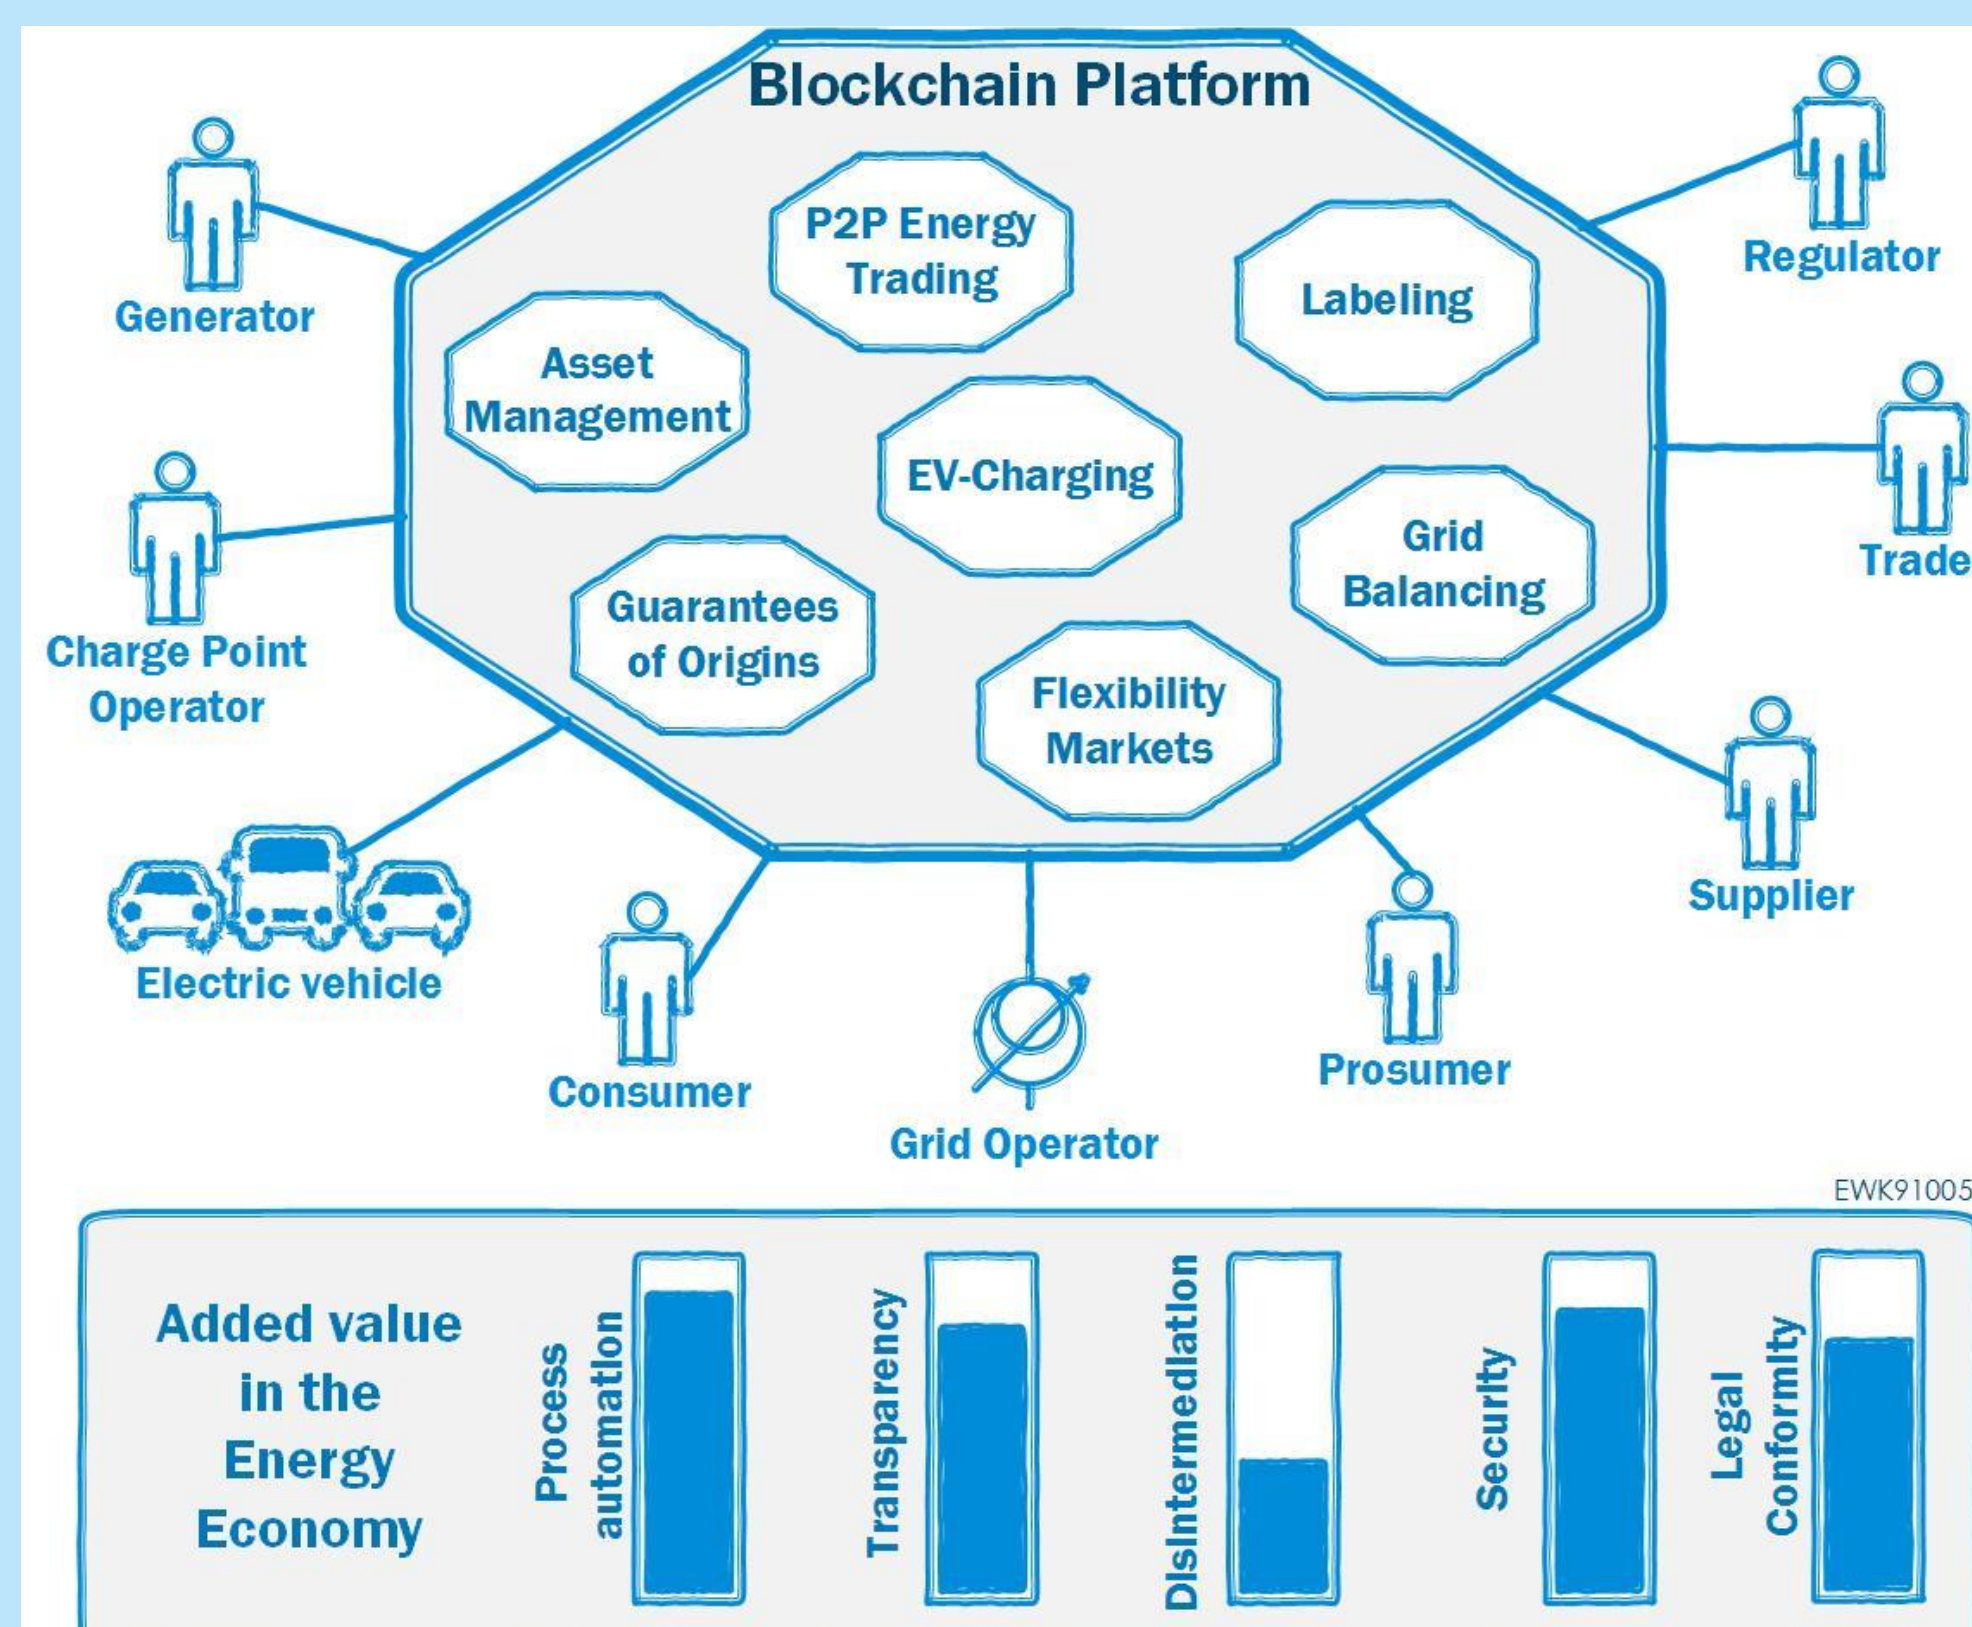 Blockchain Platform
P2P Energy
Trading
Labeling
Asset
Management
EV-Charging
Grid
Balancing
Guarantees
of Origins
Flexibility
Markets
Generator
Regulator
Trade
Charge Point
Operator
Supplier
Electric vehicle
Consumer
Prosumer
Grid Operator
EWK91005
Added value
in the
Energy
Economy
Process
automation
Transparency
Disintermediation
Security
Legal
Conformity